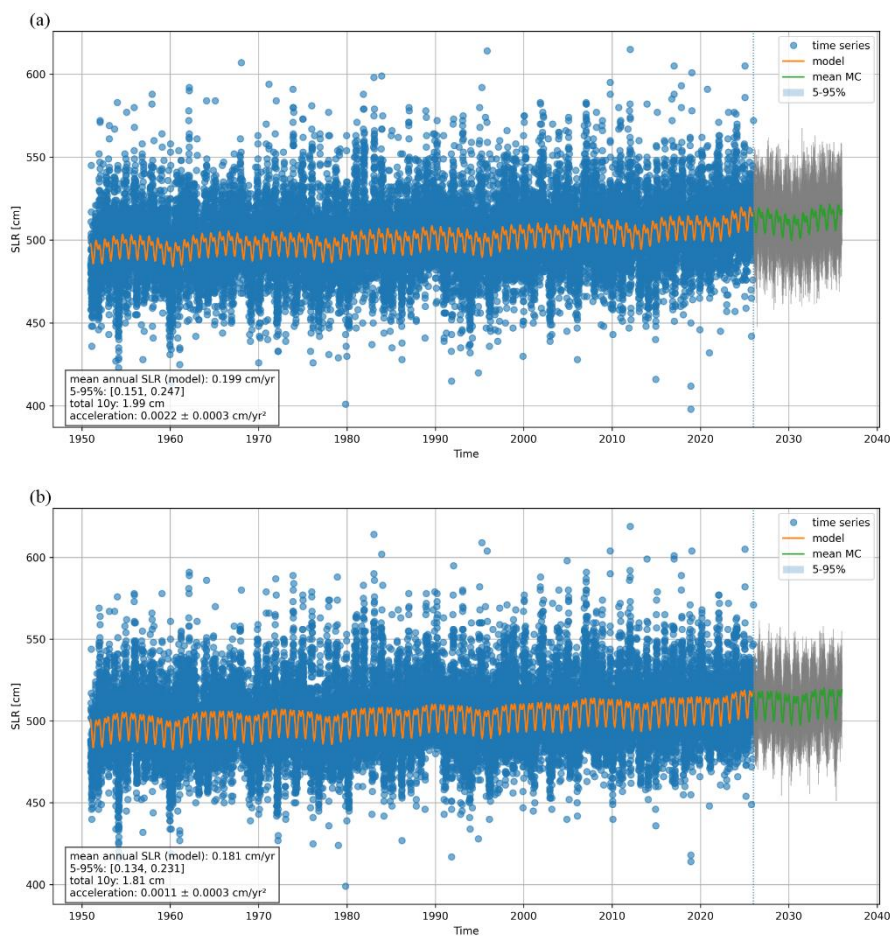 (a)
time series
model
mean MC
5-95%
600
550
500
450
400
SLR [cm]
mean annual SLR (model): 0.199 cm/yr
5-95%: [0.151, 0.247]
total 10y: 1.99 cm
acceleration: 0.0022 ± 0.0003 cm/yr²
1950 1960 1970 1980 1990 2000 2010 2020 2030 2040
Time
(b)
time series
model
mean MC
5-95%
600
550
500
450
400
SLR [cm]
mean annual SLR (model): 0.181 cm/yr
5-95%: [0.134, 0.231]
total 10y: 1.81 cm
acceleration: 0.0011 ± 0.0003 cm/yr²
1950 1960 1970 1980 1990 2000 2010 2020 2030 2040
Time